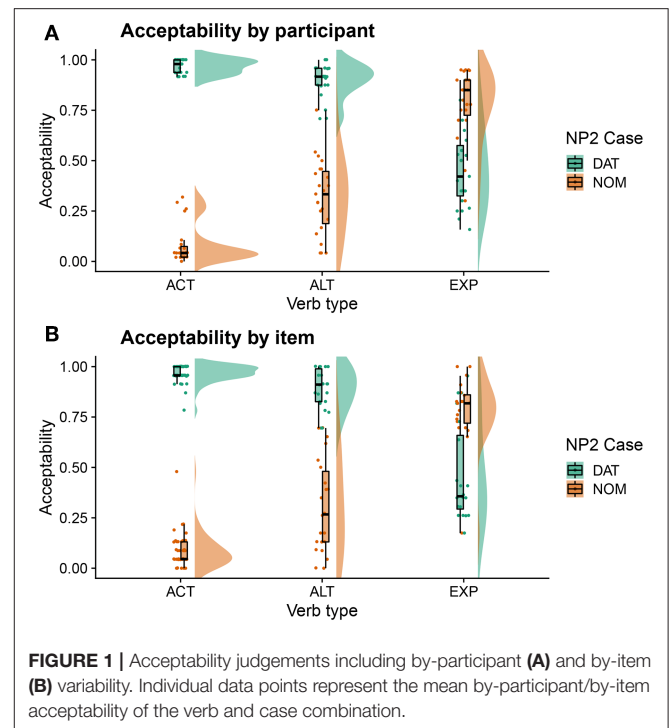 A
Acceptability by participant
1.00
0.75
0.50
0.25
0.00
Acceptability
ACT ALT EXP
Verb type
NP2 Case
DAT
NOM
B
Acceptability by item
1.00
0.75
0.50
0.25
0.00
Acceptability
ACT ALT EXP
Verb type
NP2 Case
DAT
NOM
FIGURE 1 | Acceptability judgements including by-participant (A) and by-item
(B) variability. Individual data points represent the mean by-participant/by-item
acceptability of the verb and case combination.